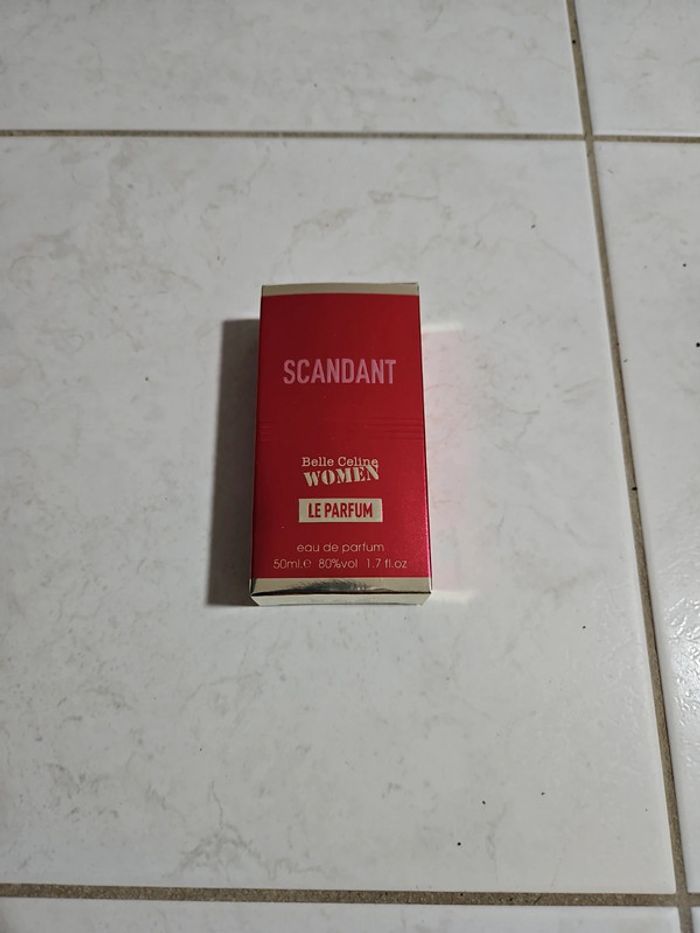 SCANDANT
Belle Celine
WOMEN
LE PARFUM
eau de parfum
50ml.e 80%vol 1.7 fl.oz